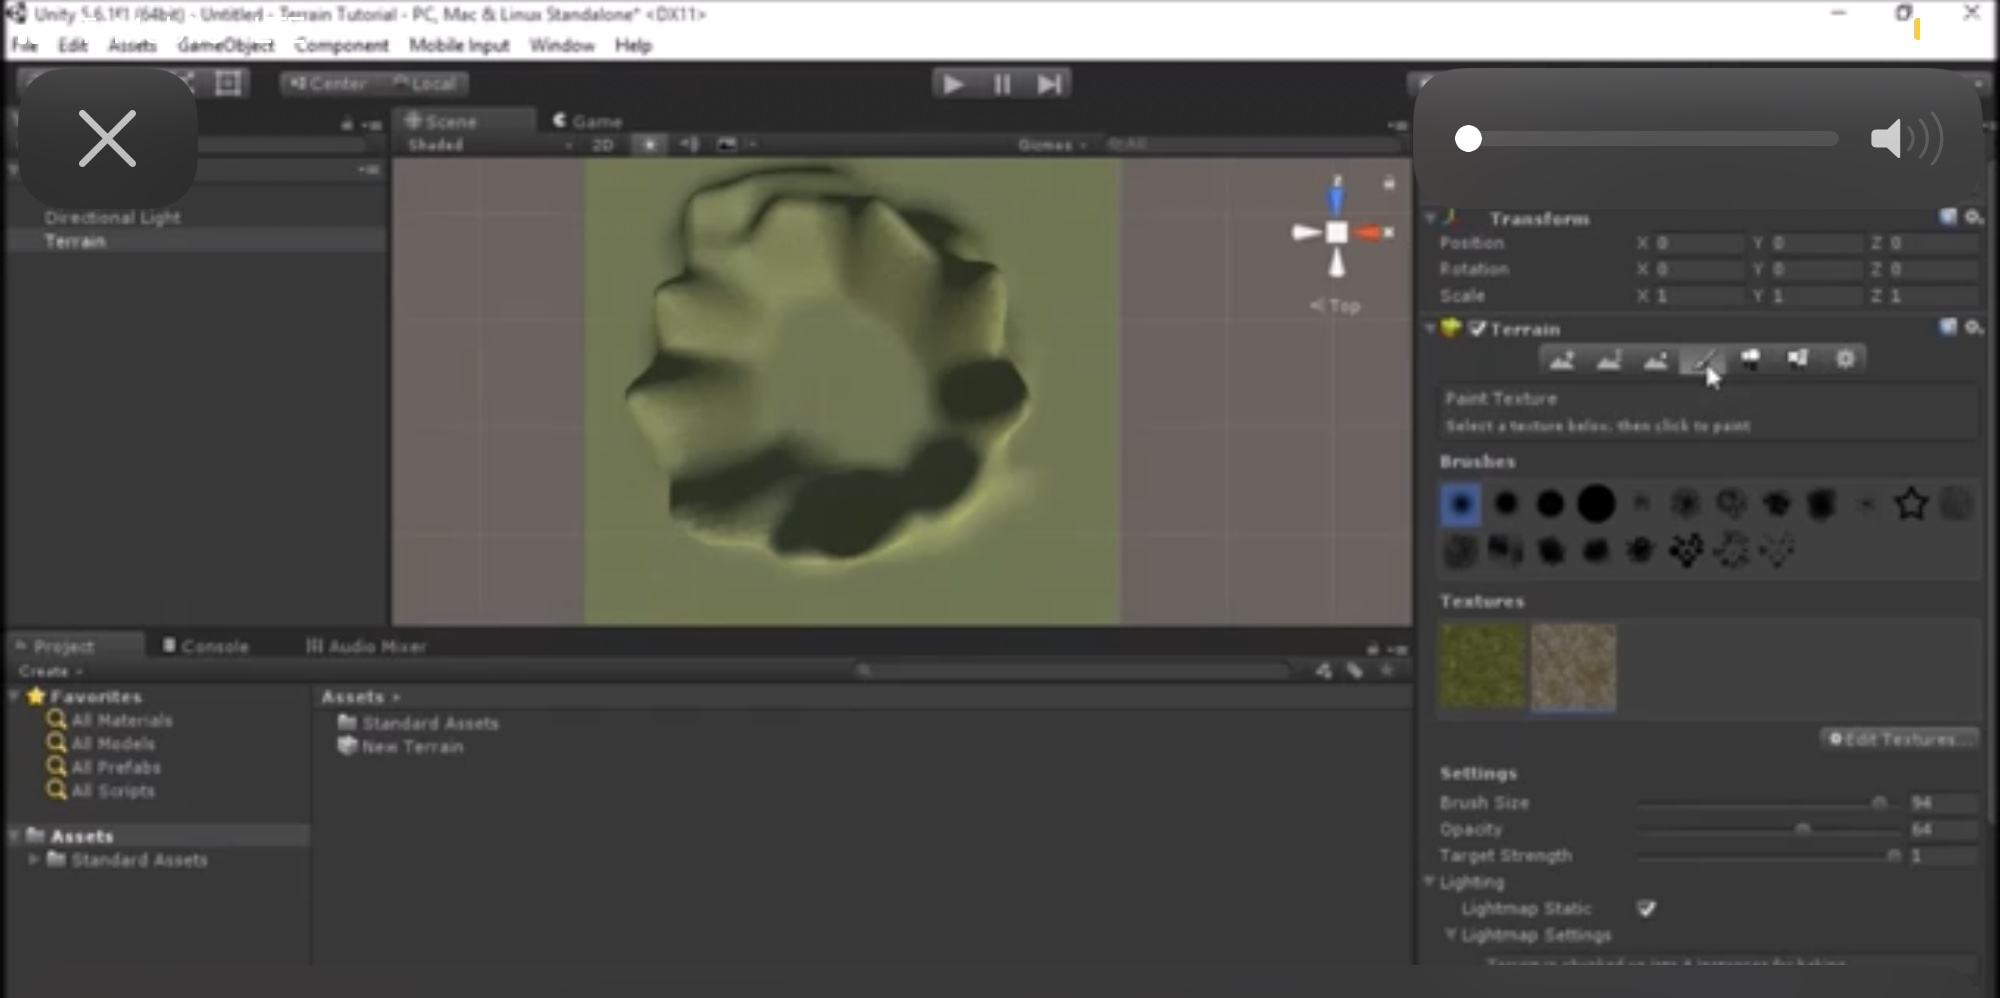 Unity 5.6.1f1 (64bit) - Untitled - Terrain Tutorial - PC, Mac & Linux Standalone* <DX11>
File Edit Assets GameObject Component Mobile Input Window Help
Center Local
Scene Game
Shaded 2D Gizmos All
Directional Light
Terrain
z
x
Top
Transform
Position X 0 Y 0 Z 0
Rotation X 0 Y 0 Z 0
Scale X 1 Y 1 Z 1
Terrain
Paint Texture
Select a texture below, then click to paint
Brushes
Textures
Edit Textures...
Settings
Brush Size 94
Opacity 64
Target Strength 1
Lighting
Lightmap Static
Lightmap Settings
Project Console Audio Mixer
Create
Favorites
All Materials
All Models
All Prefabs
All Scripts
Assets
Standard Assets
Assets
Standard Assets
New Terrain